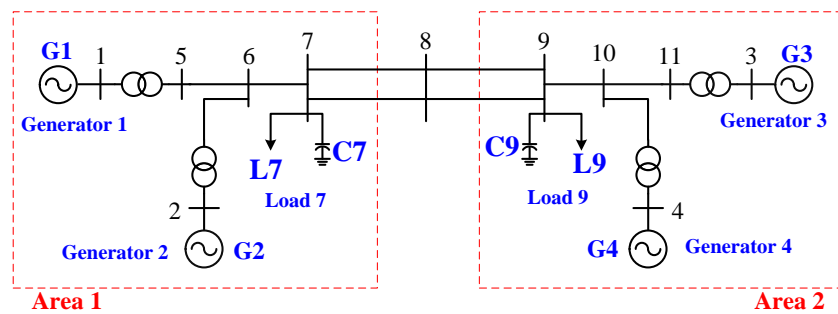 G1 1 5 6 7 8 9 10 11 3 G3
Generator 1
Generator 3
L7 C7
C9 L9
Load 7
Load 9
2
4
Generator 2 G2
G4 Generator 4
Area 1
Area 2